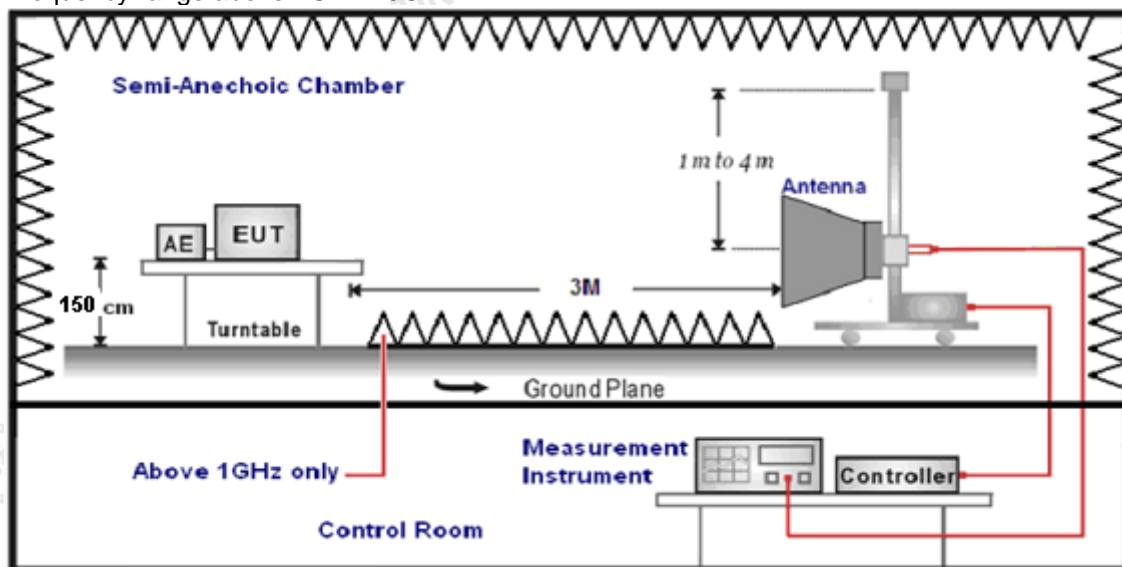 Semi-Anechoic Chamber
1 m to 4 m
Antenna
AE
EUT
150 cm
3M
Turntable
Ground Plane
Above 1GHz only
Measurement
Instrument
Controller
Control Room